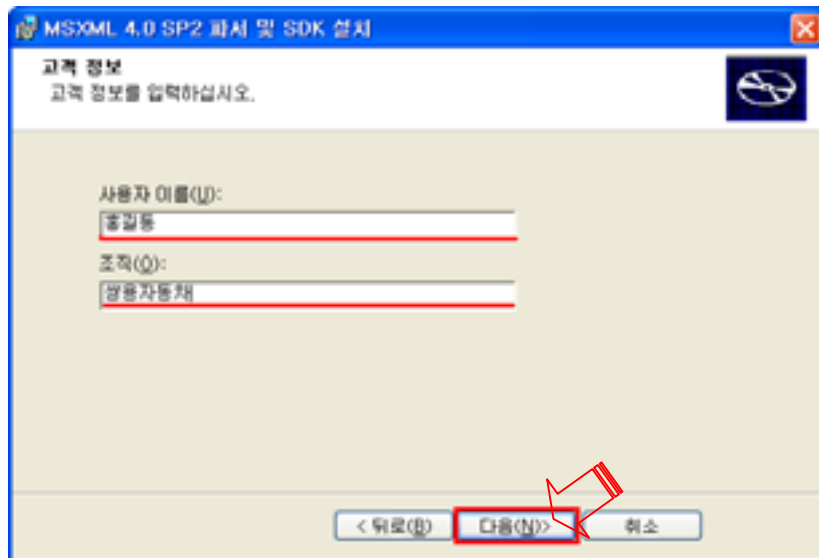 MSXML 4.0 SP2 파서 및 SDK 설치
고객 정보
고객 정보를 입력하십시오.
사용자 이름(U):
홍길동
조직(O):
쌍용자동차
< 뒤로(B)
다음(N)>
취소